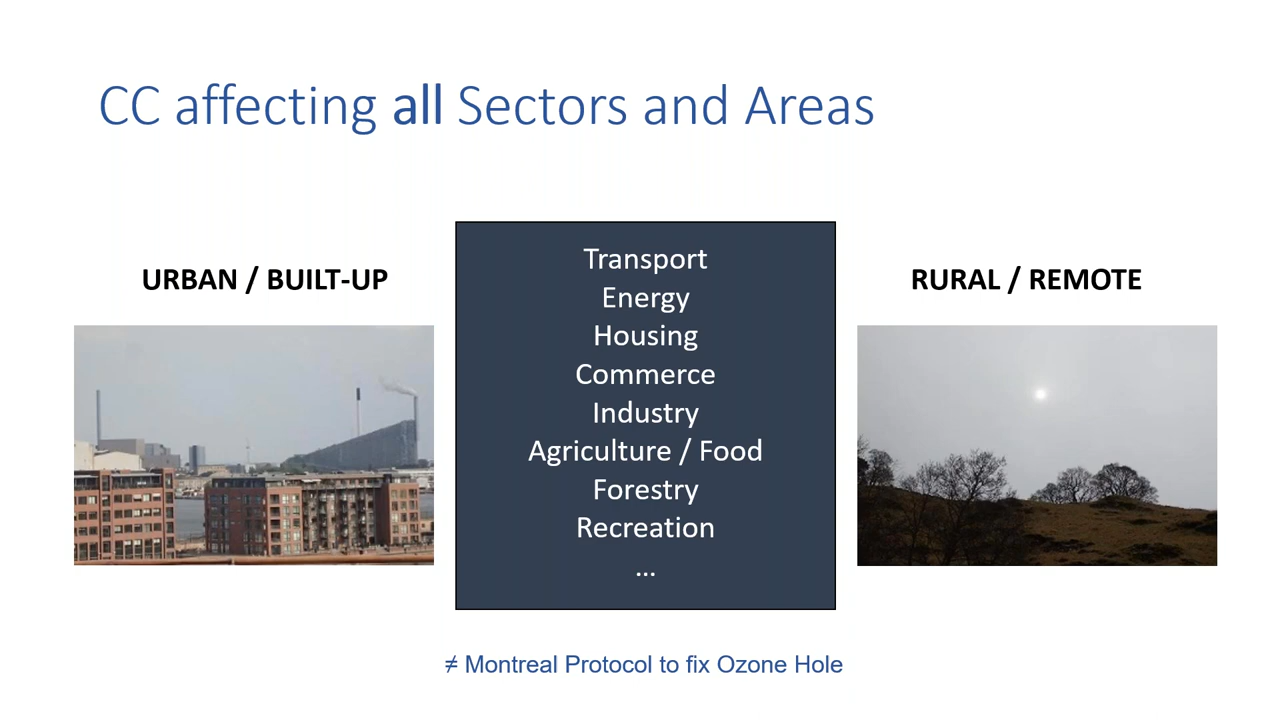 CC affecting all Sectors and Areas
URBAN / BUILT-UP
Transport
Energy
Housing
Commerce
Industry
Agriculture / Food
Forestry
Recreation
...
RURAL / REMOTE
≠ Montreal Protocol to fix Ozone Hole